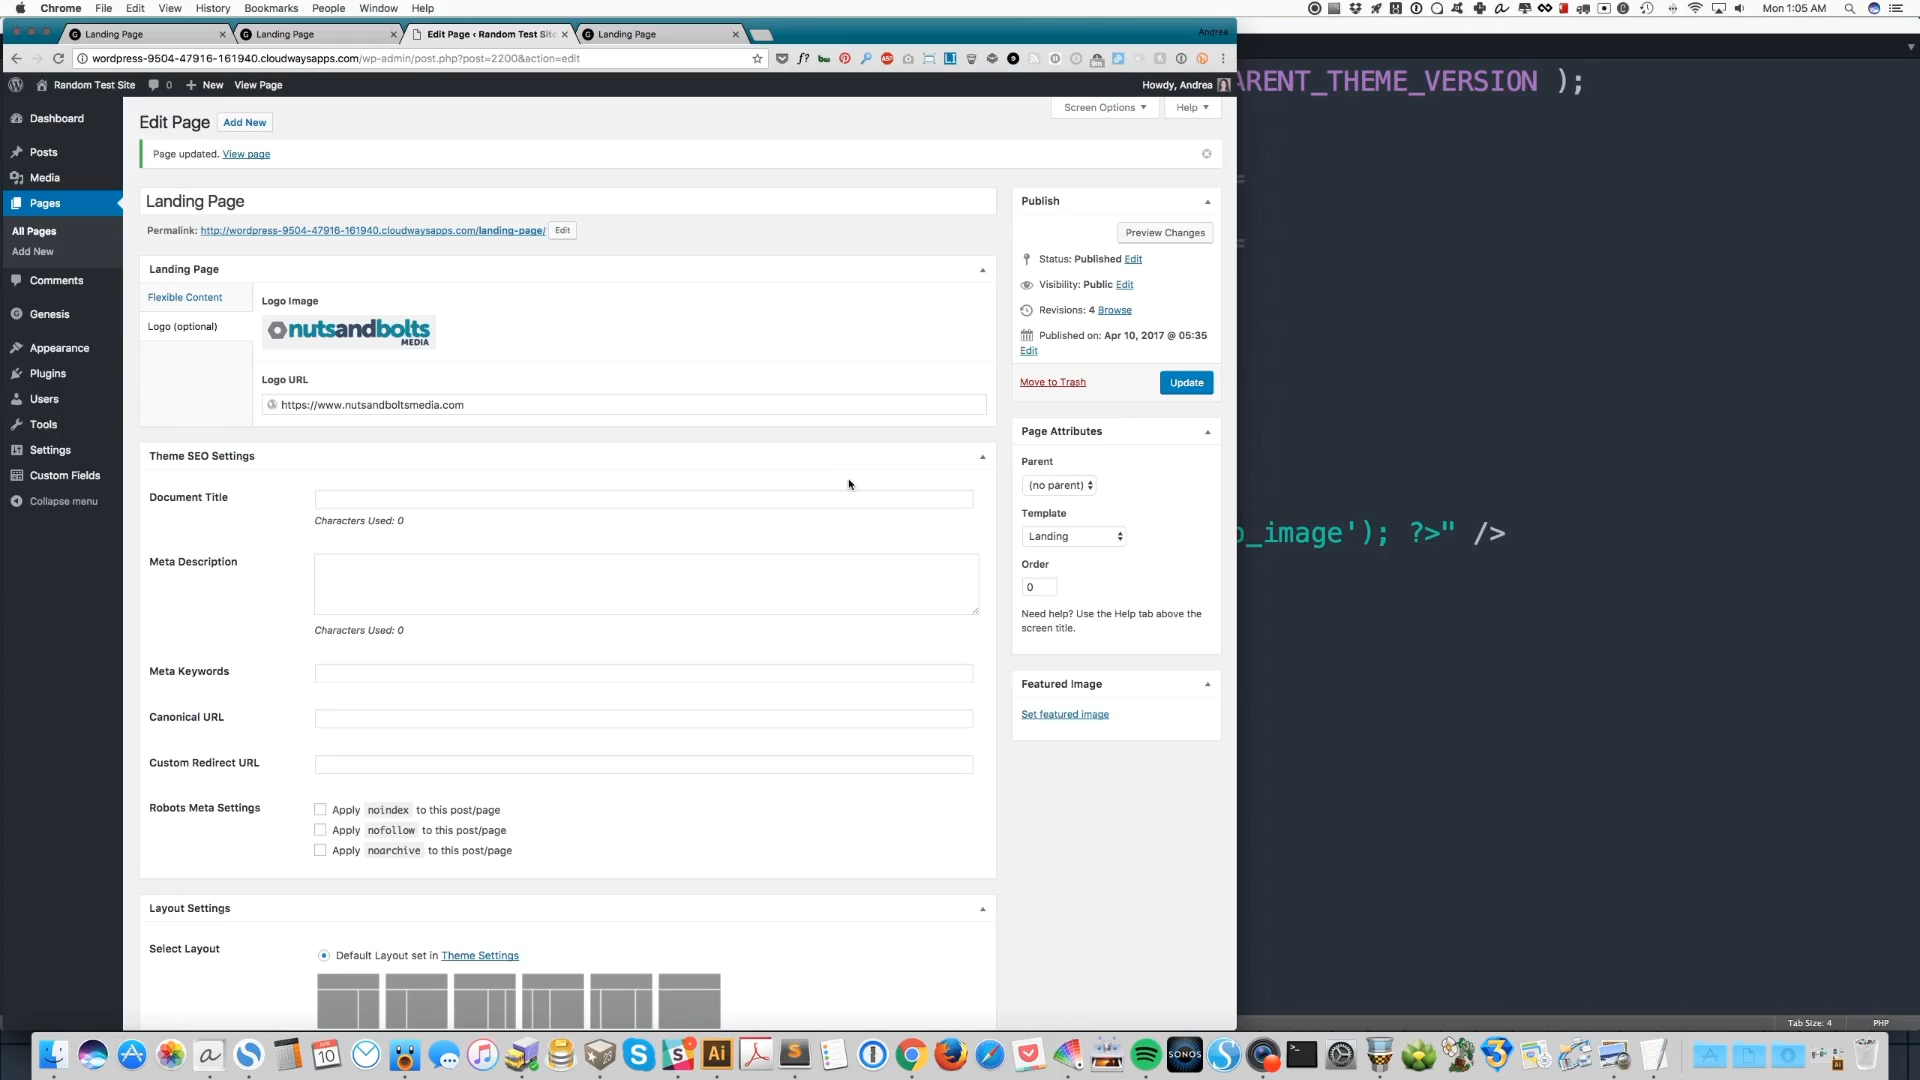 Chrome File Edit View History Bookmarks People Window Help
Mon 1:05 AM
Landing Page
Landing Page
Edit Page ‹ Random Test Site
Landing Page
Andrea
wordpress-9504-47916-161940.cloudwaysapps.com/wp-admin/post.php?post=2200&action=edit
Random Test Site 0 New View Page
Howdy, Andrea
Dashboard
Posts
Media
Pages
All Pages
Add New
Comments
Genesis
Appearance
Plugins
Users
Tools
Settings
Custom Fields
Collapse menu
Screen Options
Help
Edit Page Add New
Page updated. View page
Landing Page
Permalink: http://wordpress-9504-47916-161940.cloudwaysapps.com/landing-page/ Edit
Landing Page
Flexible Content
Logo (optional)
Logo Image
nutsandbolts
MEDIA
Logo URL
https://www.nutsandboltsmedia.com
Theme SEO Settings
Document Title
Characters Used: 0
Meta Description
Characters Used: 0
Meta Keywords
Canonical URL
Custom Redirect URL
Robots Meta Settings
Apply noindex to this post/page
Apply nofollow to this post/page
Apply noarchive to this post/page
Layout Settings
Select Layout
Default Layout set in Theme Settings
Publish
Preview Changes
Status: Published Edit
Visibility: Public Edit
Revisions: 4 Browse
Published on: Apr 10, 2017 @ 05:35
Edit
Move to Trash
Update
Page Attributes
Parent
(no parent)
Template
Landing
Order
0
Need help? Use the Help tab above the
screen title.
Featured Image
Set featured image
ARENT_THEME_VERSION );
=
=
o_image'); ?>" />
Tab Size: 4 PHP